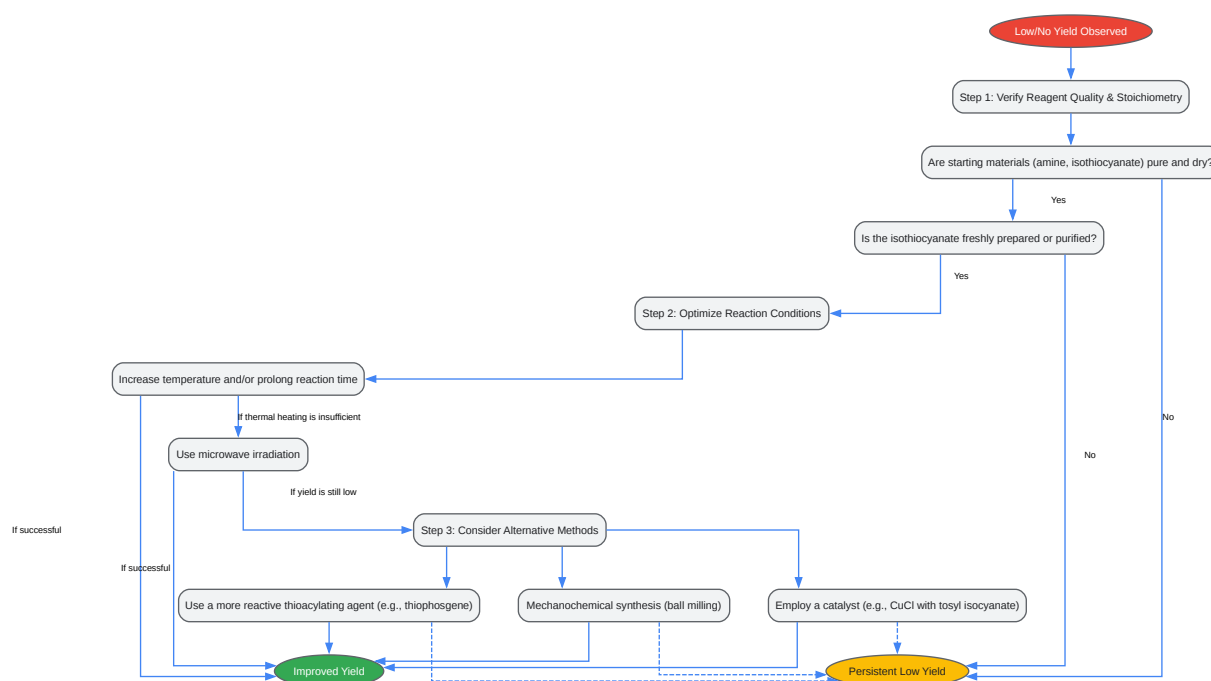 Low/No Yield Observed
Step 1: Verify Reagent Quality & Stoichiometry
Are starting materials (amine, isothiocyanate) pure and dry?
Yes
Is the isothiocyanate freshly prepared or purified?
Yes
Step 2: Optimize Reaction Conditions
Increase temperature and/or prolong reaction time
If thermal heating is insufficient
No
Use microwave irradiation
No
If yield is still low
If successful
Step 3: Consider Alternative Methods
If successful
Use a more reactive thioacylating agent (e.g., thiophosgene)
Mechanochemical synthesis (ball milling)
Employ a catalyst (e.g., CuCl with tosyl isocyanate)
Improved Yield
Persistent Low Yield